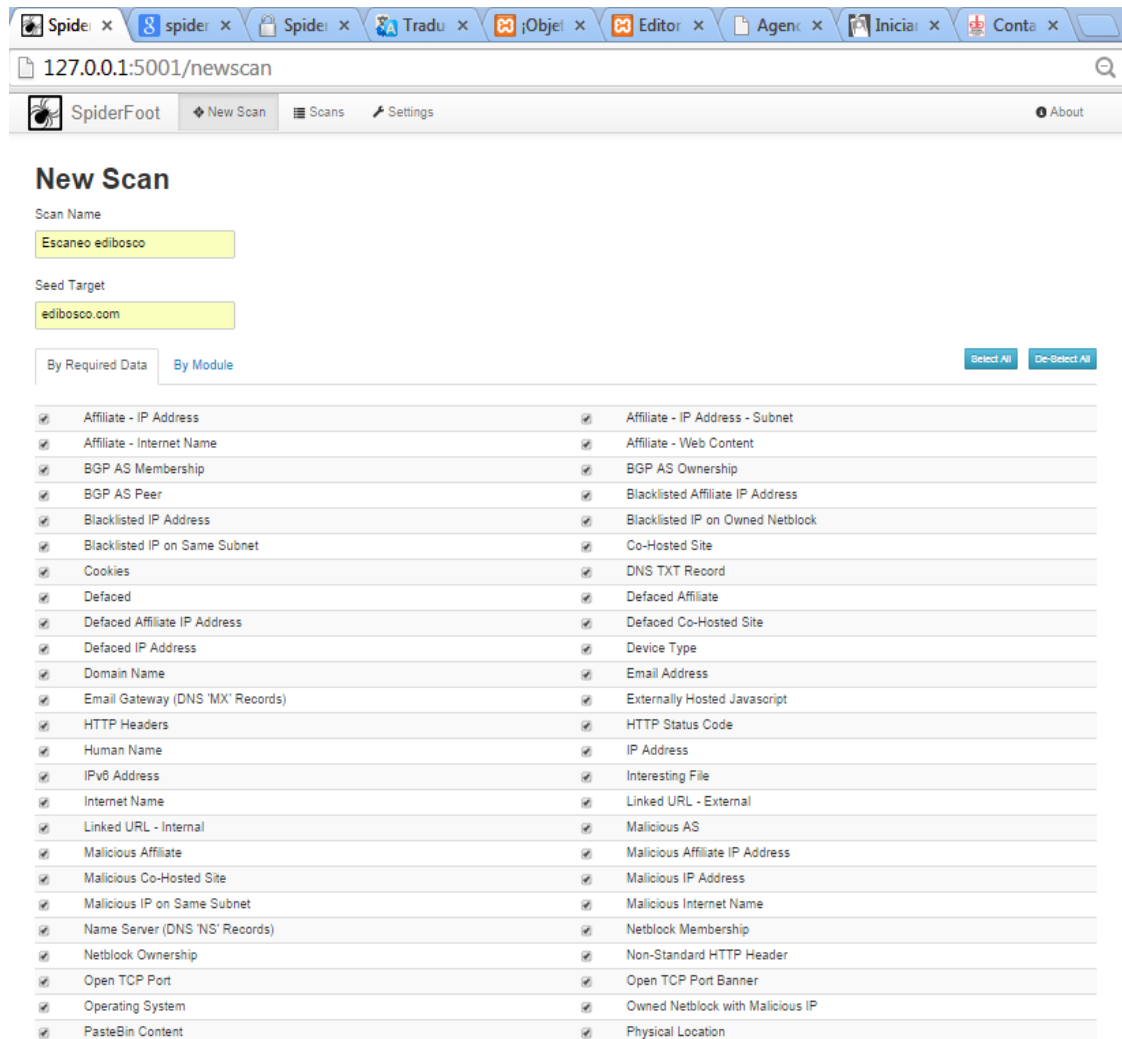 Spider spider Spider Tradu ¡Objet Editor Agenc Iniciar Conta
127.0.0.1:5001/newscan
SpiderFoot New Scan Scans Settings About
New Scan
Scan Name
Escaneo edibosco
Seed Target
edibosco.com
By Required Data By Module Select All De-Select All
Affiliate - IP Address Affiliate - IP Address - Subnet
Affiliate - Internet Name Affiliate - Web Content
BGP AS Membership BGP AS Ownership
BGP AS Peer Blacklisted Affiliate IP Address
Blacklisted IP Address Blacklisted IP on Owned Netblock
Blacklisted IP on Same Subnet Co-Hosted Site
Cookies DNS TXT Record
Defaced Defaced Affiliate
Defaced Affiliate IP Address Defaced Co-Hosted Site
Defaced IP Address Device Type
Domain Name Email Address
Email Gateway (DNS 'MX' Records) Externally Hosted Javascript
HTTP Headers HTTP Status Code
Human Name IP Address
IPv6 Address Interesting File
Internet Name Linked URL - External
Linked URL - Internal Malicious AS
Malicious Affiliate Malicious Affiliate IP Address
Malicious Co-Hosted Site Malicious IP Address
Malicious IP on Same Subnet Malicious Internet Name
Name Server (DNS 'NS' Records) Netblock Membership
Netblock Ownership Non-Standard HTTP Header
Open TCP Port Open TCP Port Banner
Operating System Owned Netblock with Malicious IP
PasteBin Content Physical Location